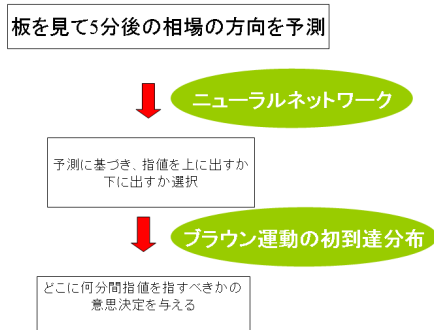 板を見て5分後の相場の方向を予測
ニューラルネットワーク
予測に基づき、指値を上に出すか
下に出すか選択
ブラウン運動の初到達分布
どこに何分間指値を指すべきかの
意思決定を与える